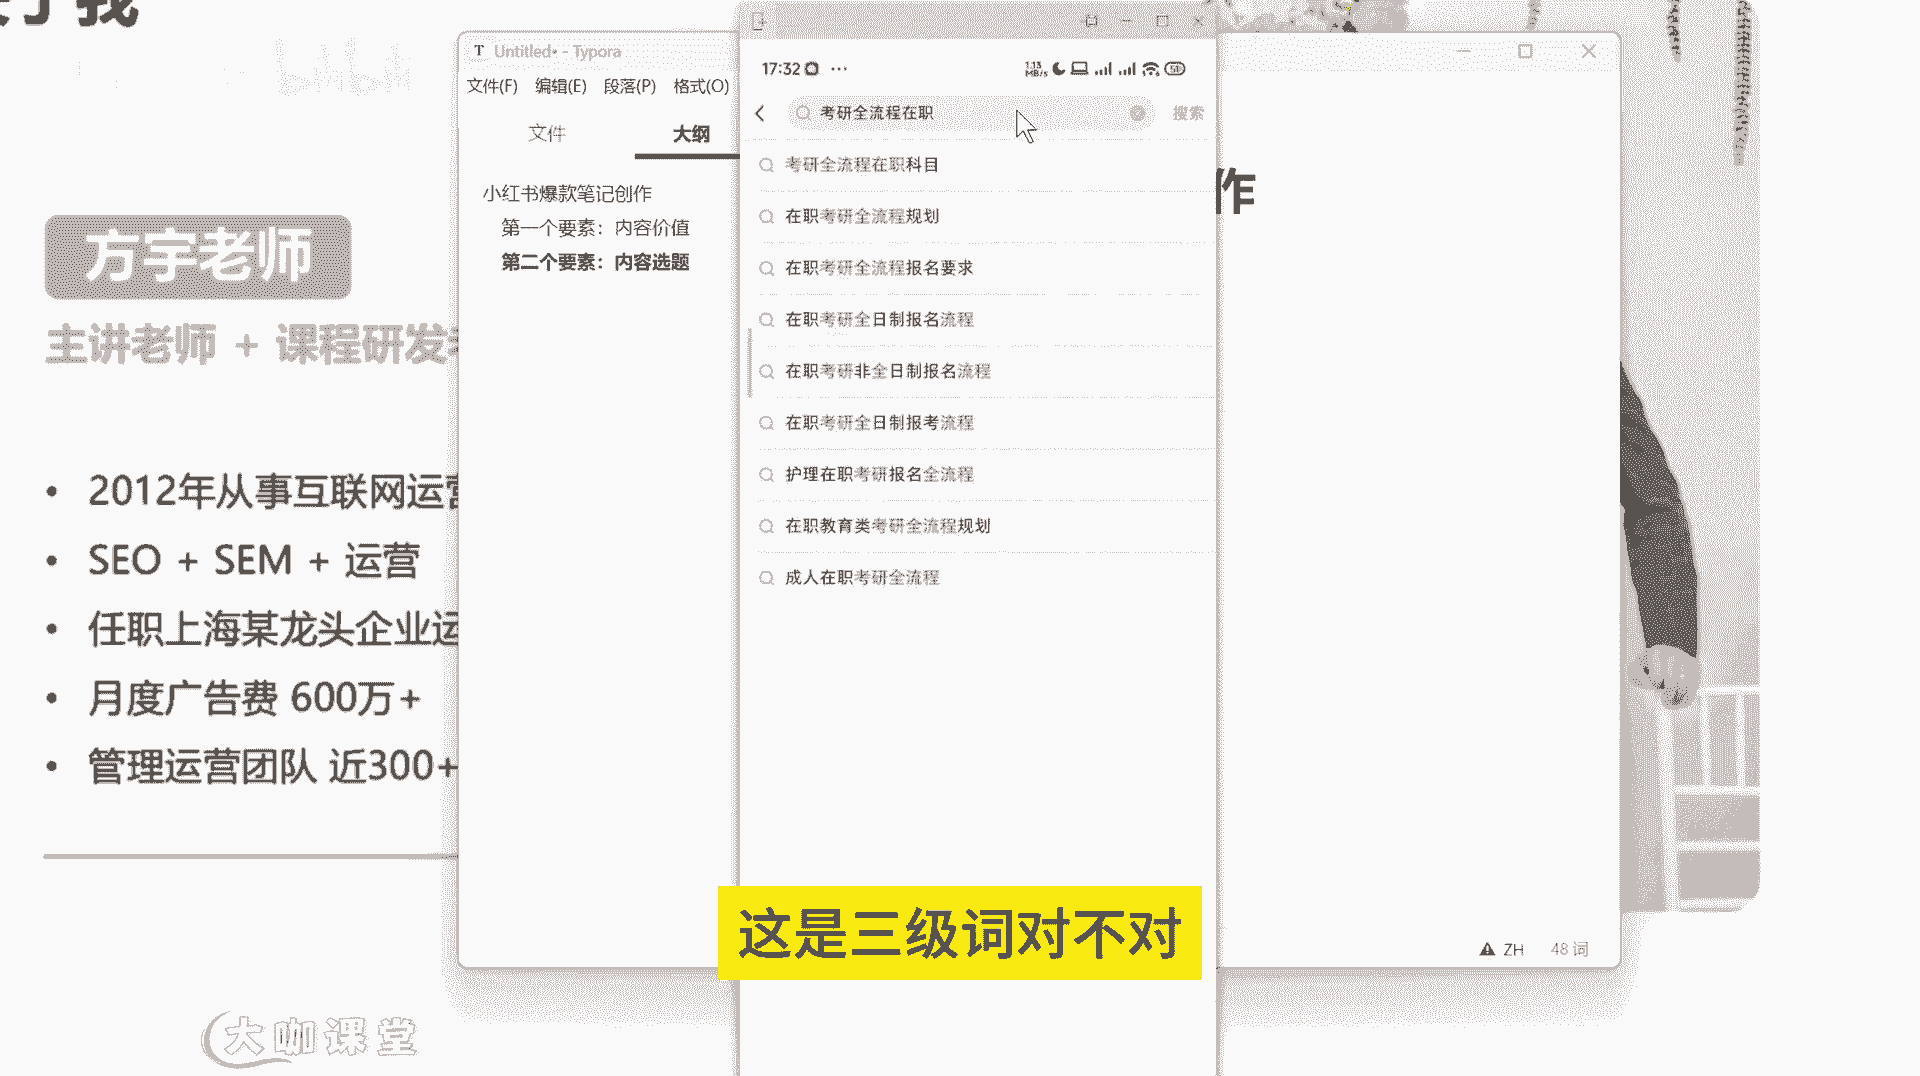 了我
bilibili
方宇老师
主讲老师 + 课程研发
• 2012年从事互联网运营
• SEO + SEM + 运营
• 任职上海某龙头企业运
• 月度广告费 600万+
• 管理运营团队 近300+
大咖课堂
T Untitled• - Typora
文件(F) 编辑(E) 段落(P) 格式(O)
文件 大纲
小红书爆款笔记创作
第一个要素：内容价值
第二个要素：内容选题
17:32 ··· 1.13 MB/s
考研全流程在职 搜索
考研全流程在职科目
在职考研全流程规划
在职考研全流程报名要求
在职考研全日制报名流程
在职考研非全日制报名流程
在职考研全日制报考流程
护理在职考研报名全流程
在职教育类考研全流程规划
成人在职考研全流程
作
这是三级词对不对
ZH 48 词